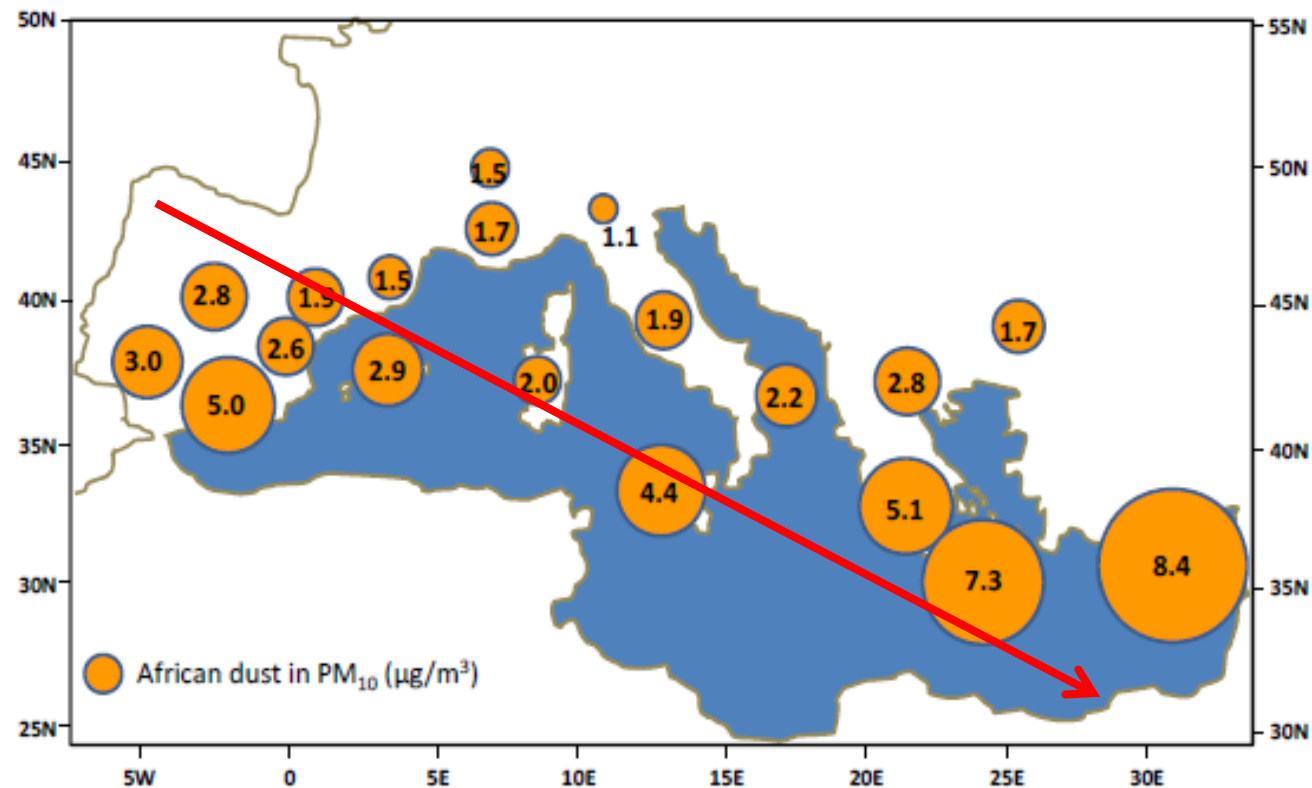 50N
55N
45N
50N
1.5
1.7
1.1
1.5
40N
45N
2.8
1.9
1.9
1.7
2.6
3.0
2.9
2.0
2.8
2.2
5.0
35N
40N
4.4
5.1
7.3
8.4
30N
35N
African dust in PM₁₀ (µg/m³)
25N
30N
5W 0 5E 10E 15E 20E 25E 30E